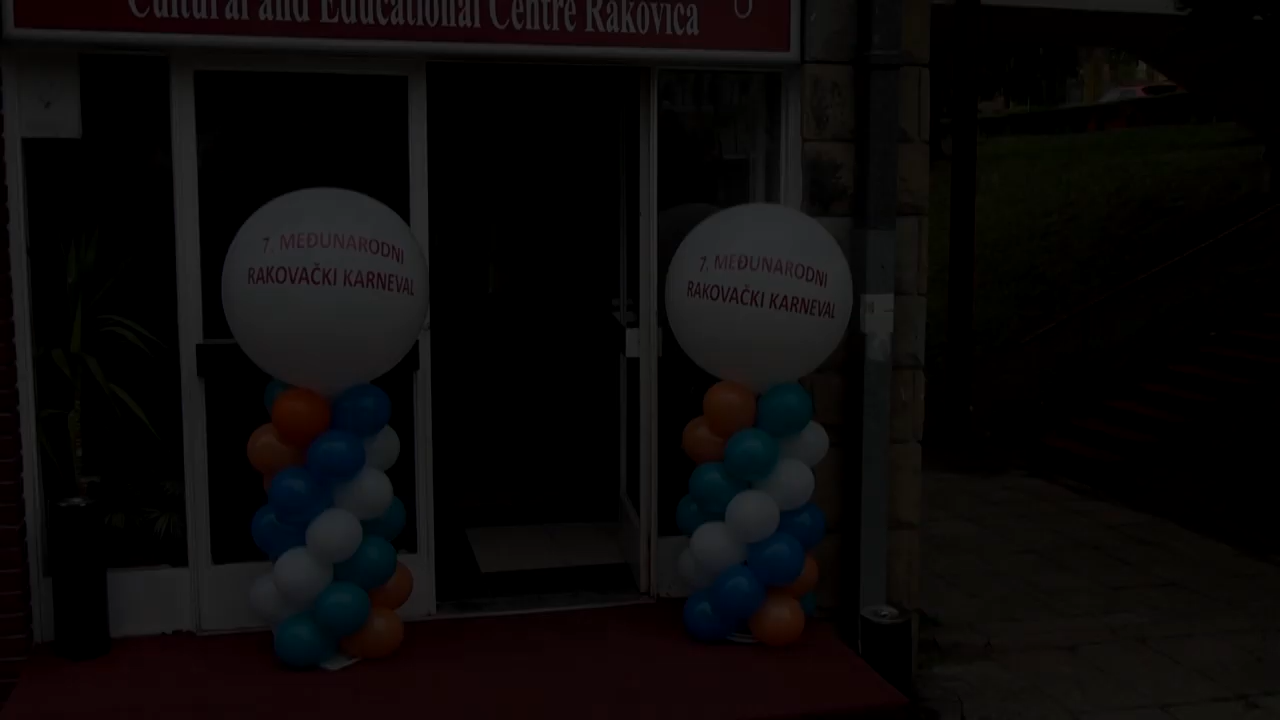 Cultural and Educational Centre Rakovica
7. MEĐUNARODNI
RAKOVAČKI KARNEVAL
7. MEĐUNARODNI
RAKOVAČKI KARNEVAL